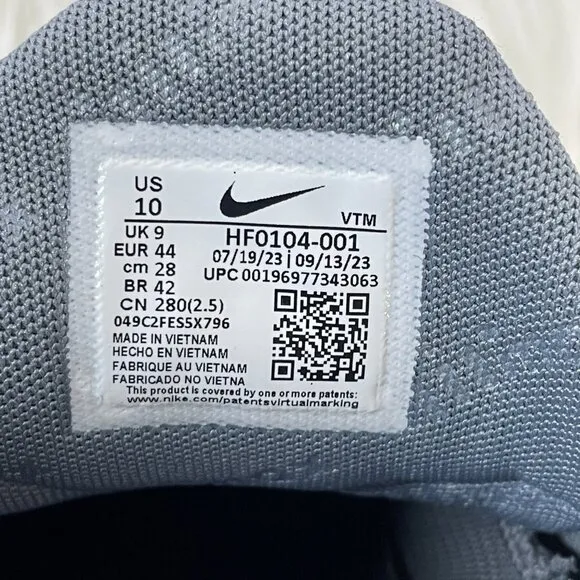 US
10
VTM
UK 9
EUR 44
cm 28
BR 42
CN 280(2.5)
HF0104-001
07/19/23 | 09/13/23
UPC 00196977343063
049C2FESSX796
MADE IN VIETNAM
HECHO EN VIETNAM
FABRIQUE AU VIETNAM
FABRICADO NO VIETNA
This product is covered by one or more patents:
www.nike.com/patentsvirtualmarking